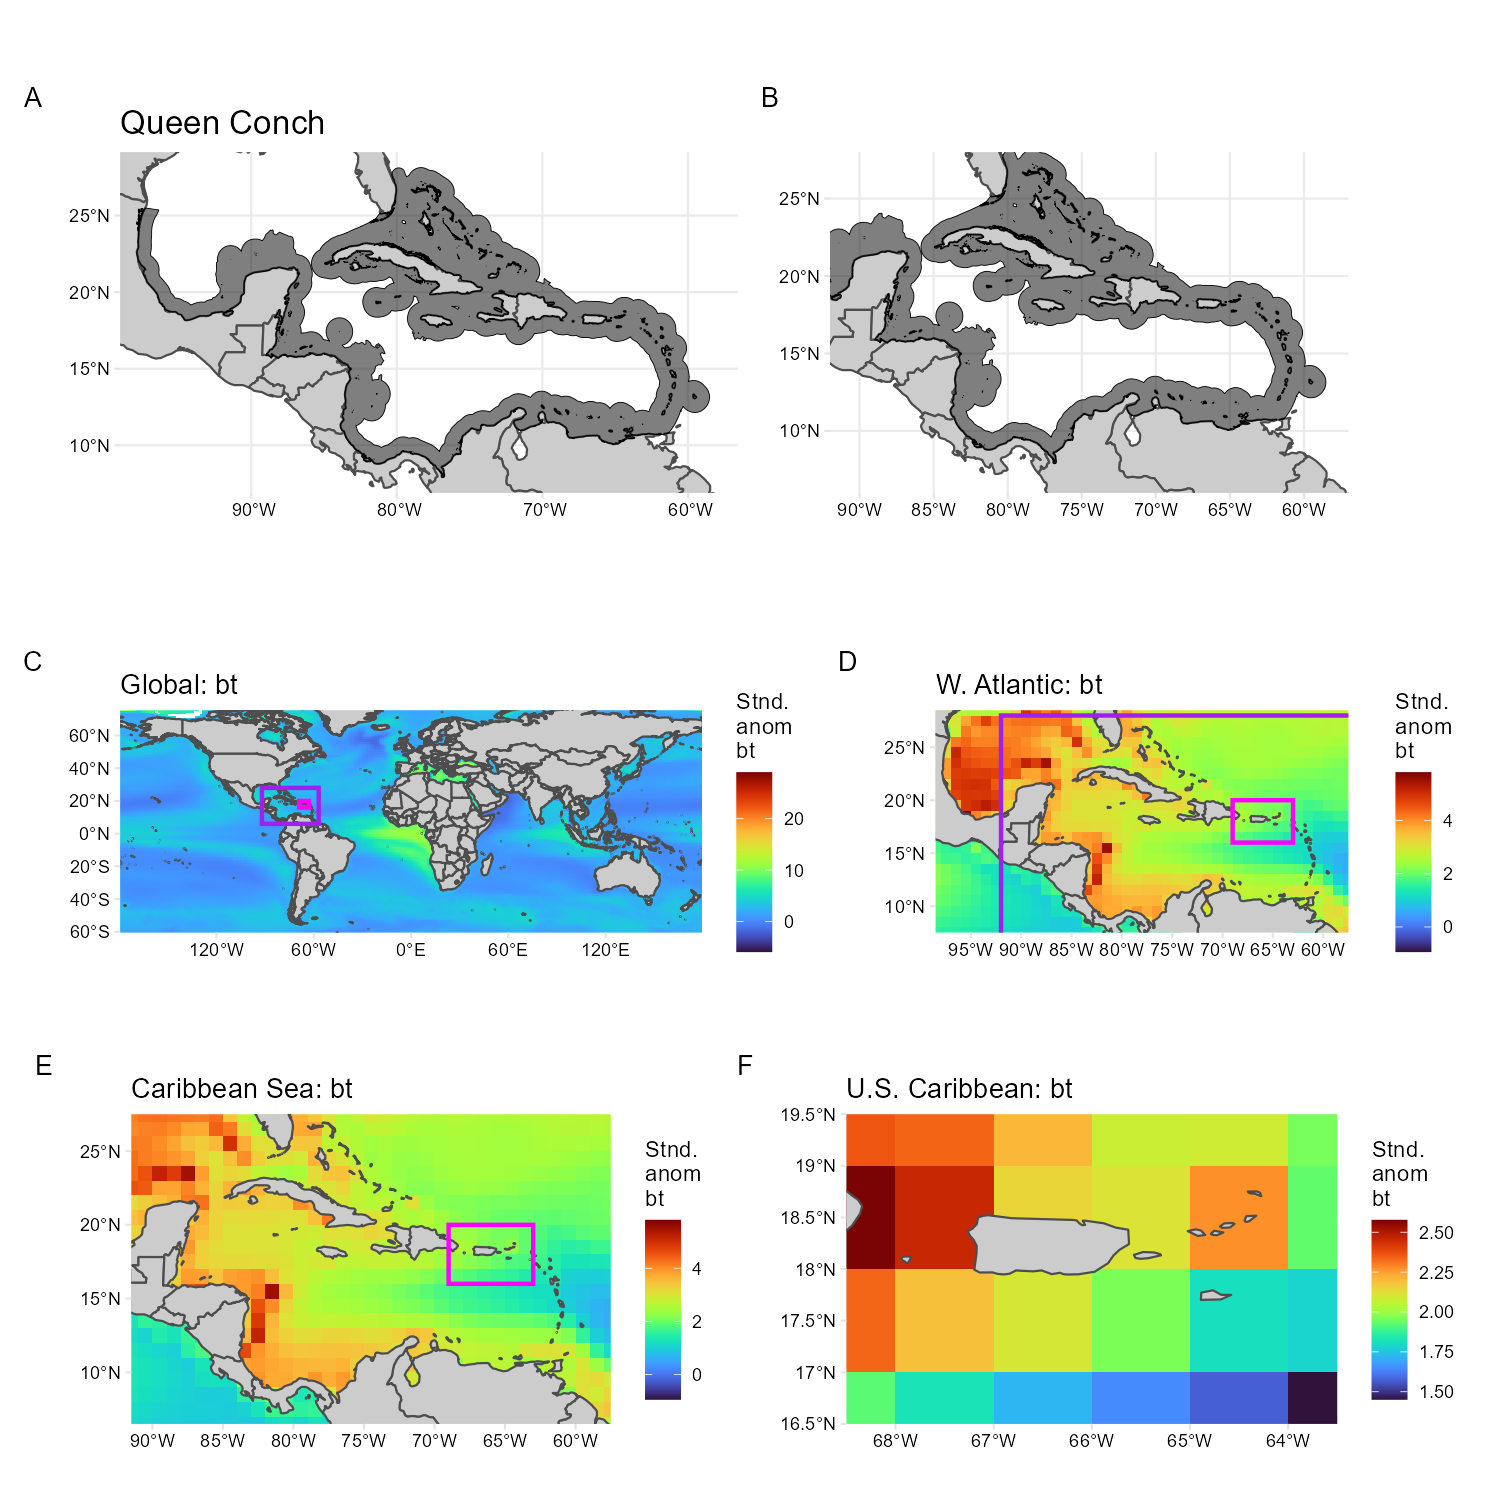 A
B
Queen Conch
25°N
20°N
15°N
10°N
90°W
80°W
70°W
60°W
25°N
20°N
15°N
10°N
90°W
85°W
80°W
75°W
70°W
65°W
60°W
C
Global: bt
60°N
40°N
20°N
0°N
20°S
40°S
60°S
120°W
60°W
0°E
60°E
120°E
Stnd.
anom
bt
20
10
0
D
W. Atlantic: bt
25°N
20°N
15°N
10°N
95°W
90°W
85°W
80°W
75°W
70°W
65°W
60°W
Stnd.
anom
bt
4
2
0
E
Caribbean Sea: bt
25°N
20°N
15°N
10°N
90°W
85°W
80°W
75°W
70°W
65°W
60°W
Stnd.
anom
bt
4
2
0
F
U.S. Caribbean: bt
19.5°N
19°N
18.5°N
18°N
17.5°N
17°N
16.5°N
68°W
67°W
66°W
65°W
64°W
Stnd.
anom
bt
2.50
2.25
2.00
1.75
1.50